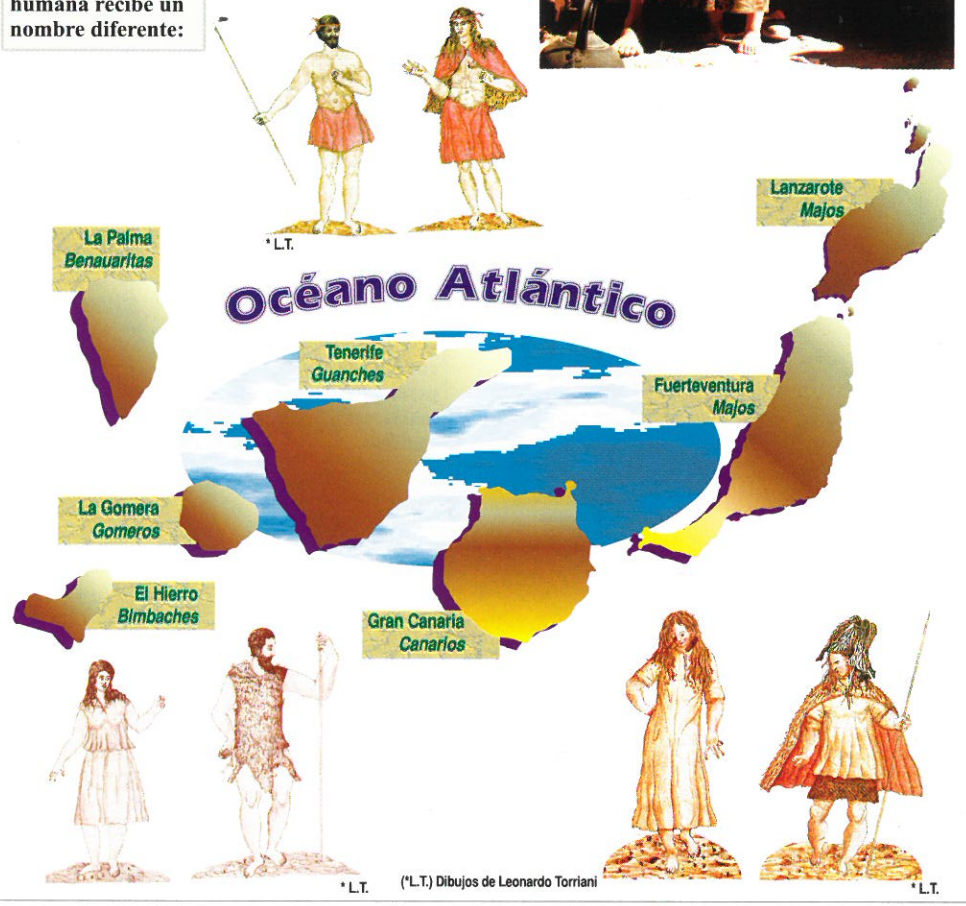 humana recibe un
nombre diferente:
* L.T.
Lanzarote
Majos
La Palma
Benauaritas
Océano Atlántico
Tenerife
Guanches
Fuerteventura
Majos
La Gomera
Gomeros
El Hierro
Bimbaches
Gran Canaria
Canarios
* L.T.
(*L.T.) Dibujos de Leonardo Torriani
* L.T.